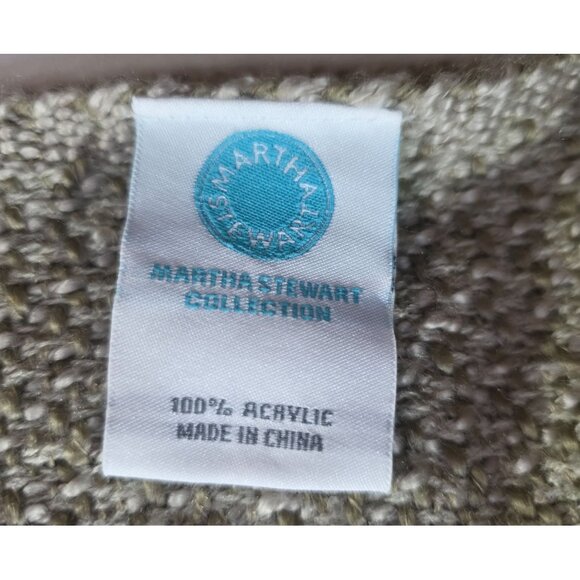 MARTHA
STEWART
MARTHA STEWART
COLLECTION
100% ACRYLIC
MADE IN CHINA